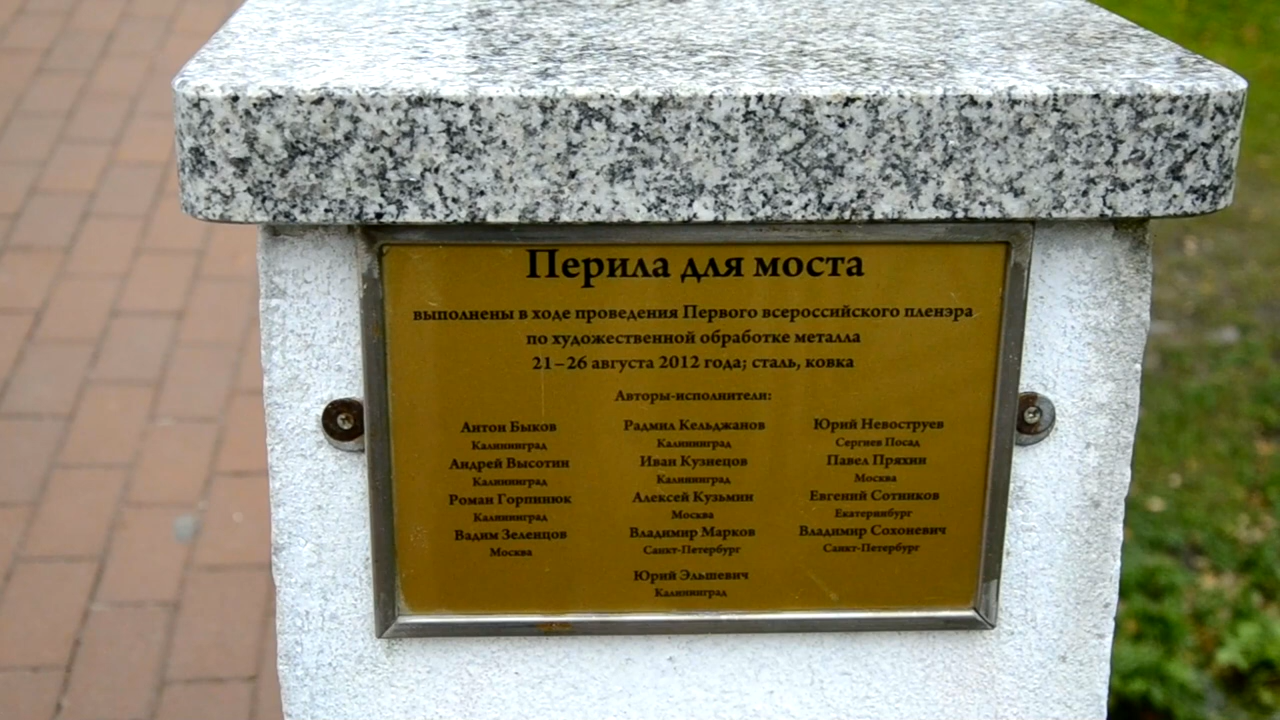 Перила для моста
выполнены в ходе проведения Первого всероссийского пленэра
по художественной обработке металла
21–26 августа 2012 года; сталь, ковка
Авторы-исполнители:
Антон Быков
Калининград
Андрей Высотин
Калининград
Роман Горпинюк
Калининград
Вадим Зеленцов
Москва
Радмил Кельджанов
Калининград
Иван Кузнецов
Калининград
Алексей Кузьмин
Москва
Владимир Марков
Санкт-Петербург
Юрий Невоструев
Сергиев Посад
Павел Пряхин
Москва
Евгений Сотников
Екатеринбург
Владимир Сохоневич
Санкт-Петербург
Юрий Эльшевич
Калининград